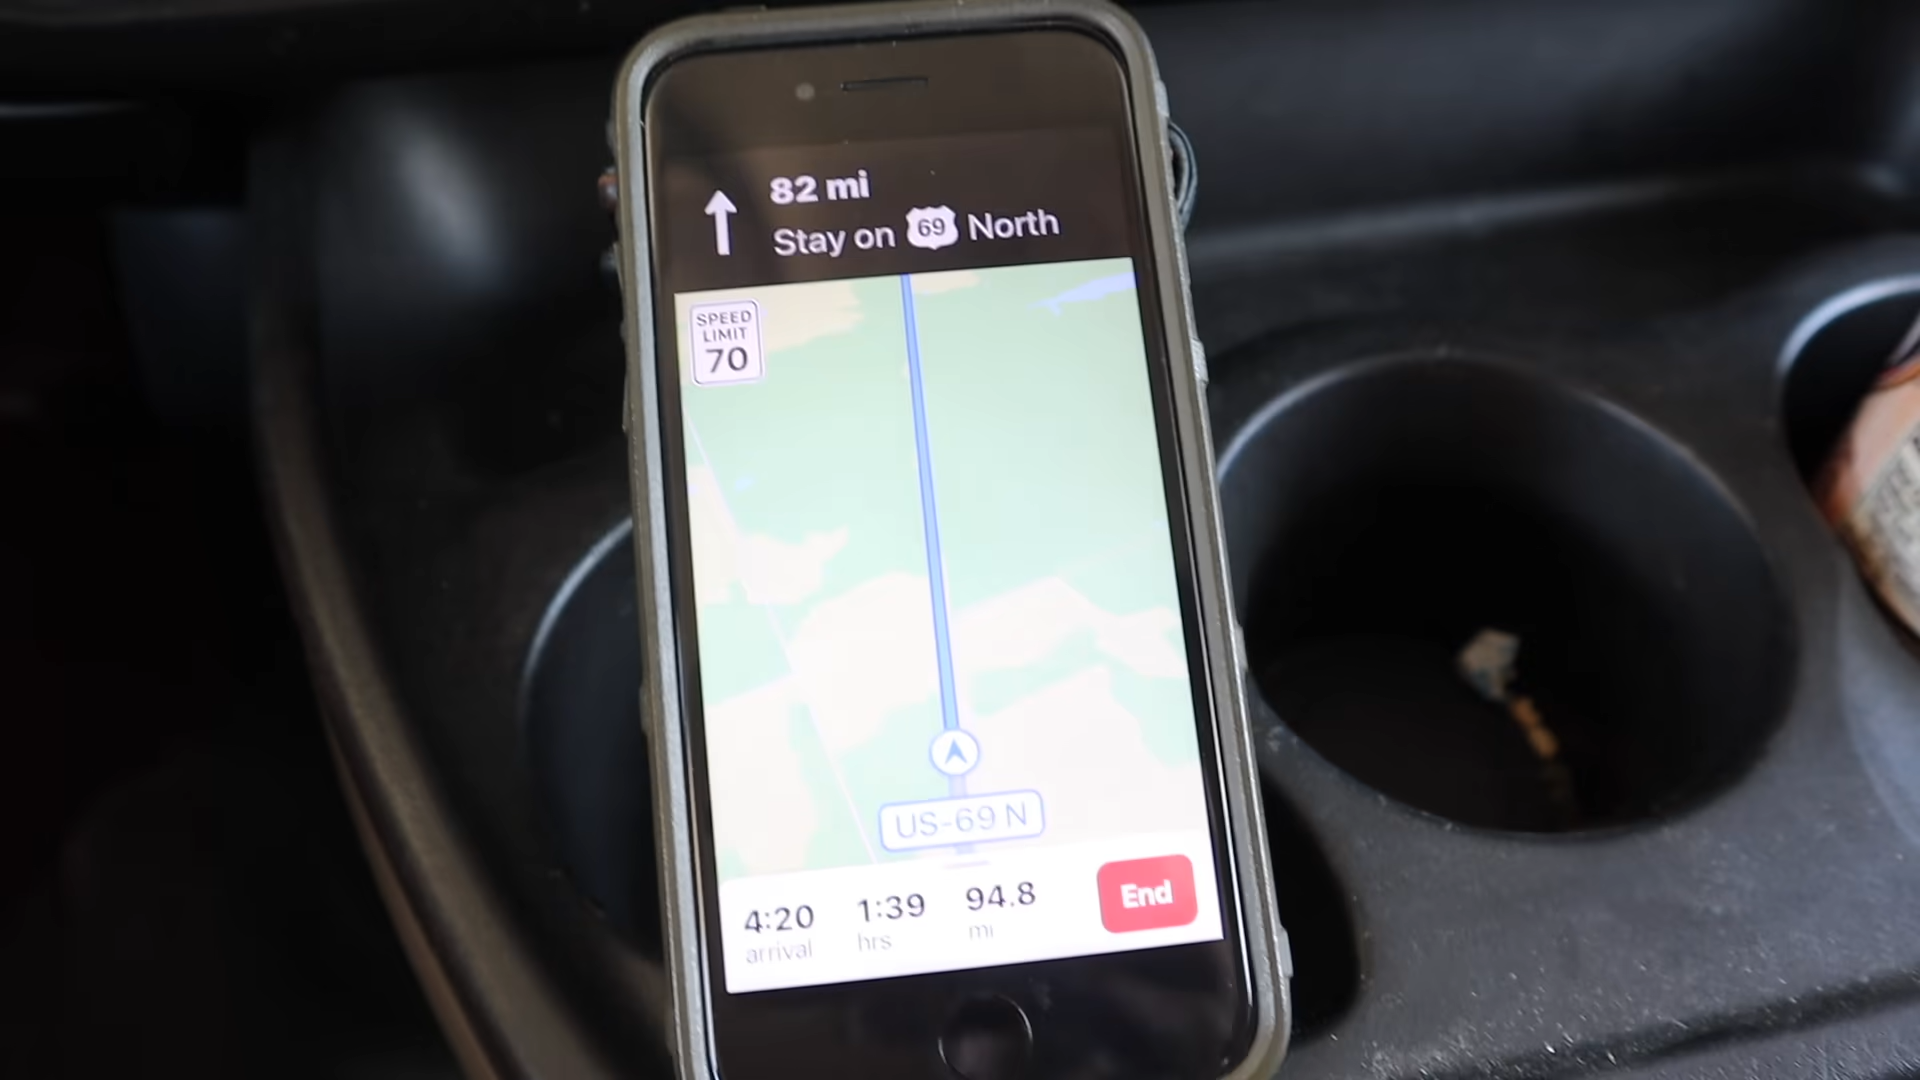 82 mi
Stay on 69 North
SPEED
LIMIT
70
US-69 N
4:20 1:39 94.8 End
arrival hrs mi